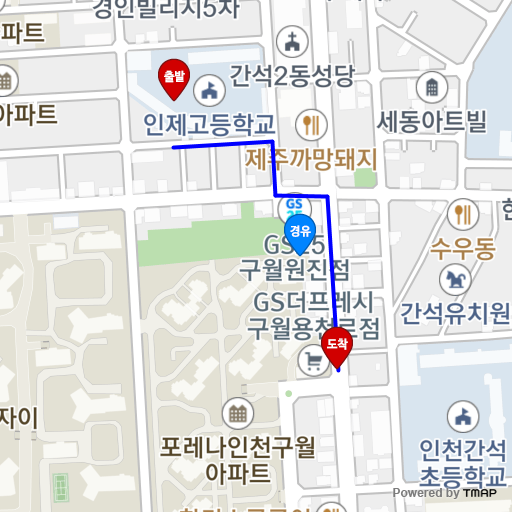 경인빌리지5차
아파트
출발
간석2동성당
아파트
인제고등학교
세동아트빌
제주까망돼지
GS
25
한
경유
GS25
구월원진점
수우동
GS더프레시
구월용천로점
간석유치원
도착
자이
포레나인천구월
아파트
인천간석
초등학교
Powered by TMAP